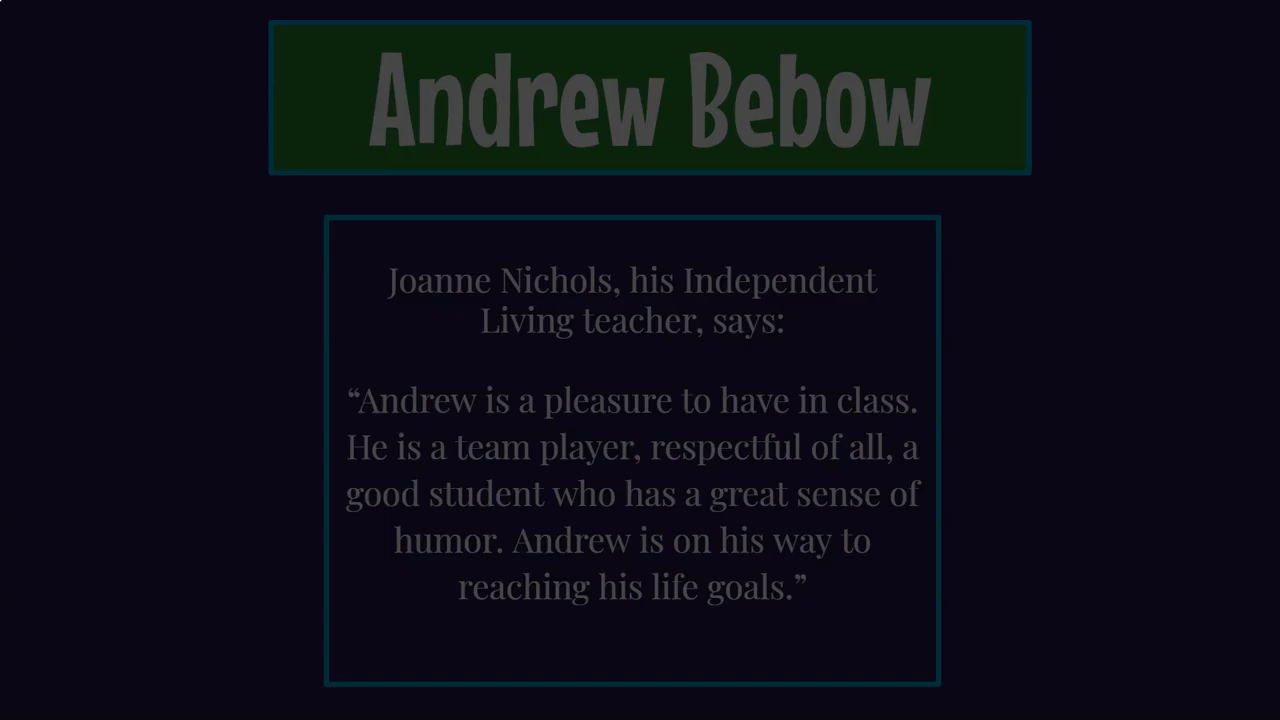 Andrew Bebow
Joanne Nichols, his Independent
Living teacher, says:
“Andrew is a pleasure to have in class.
He is a team player, respectful of all, a
good student who has a great sense of
humor. Andrew is on his way to
reaching his life goals.”